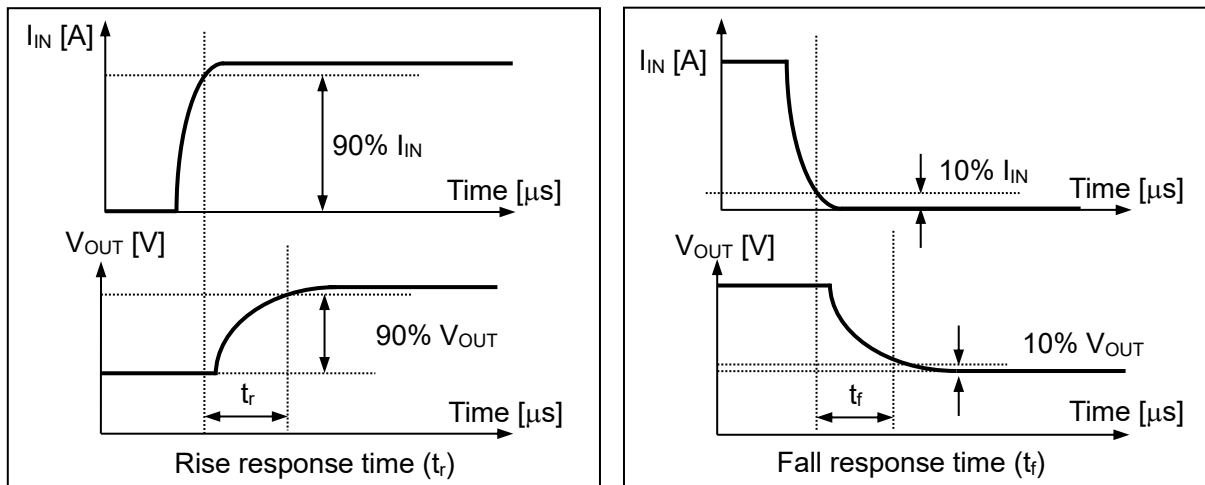 I_IN [A]
90% I_IN
Time [μs]
V_OUT [V]
90% V_OUT
t_r
Time [μs]
Rise response time (t_r)
I_IN [A]
10% I_IN
Time [μs]
V_OUT [V]
10% V_OUT
t_f
Time [μs]
Fall response time (t_f)